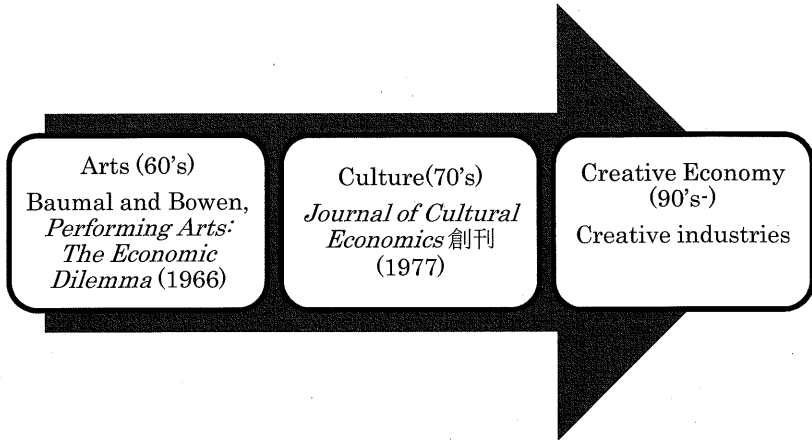 Arts (60's)
Baumal and Bowen,
Performing Arts:
The Economic
Dilemma (1966)
Culture(70's)
Journal of Cultural
Economics 創刊
(1977)
Creative Economy
(90's-)
Creative industries